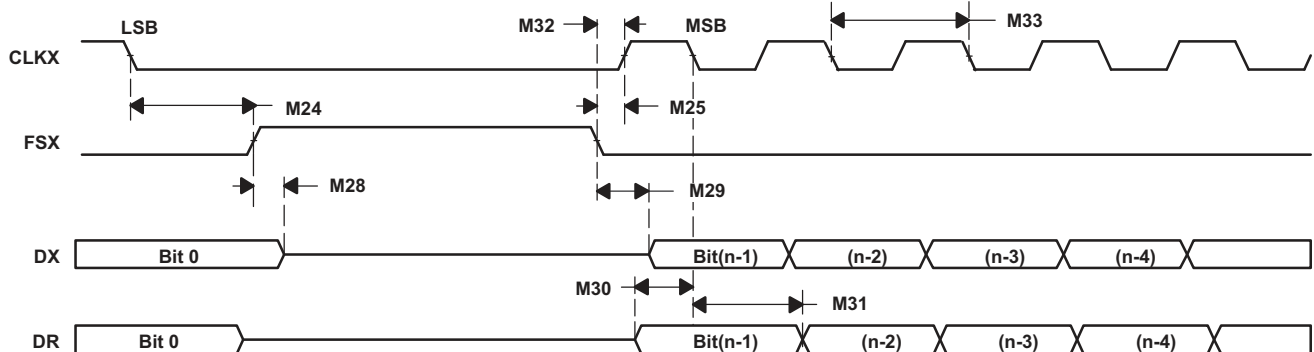 LSB
M32
MSB
M33
CLKX
M24
M25
FSX
M28
M29
DX
Bit 0
Bit(n-1)
(n-2)
(n-3)
(n-4)
M30
M31
DR
Bit 0
Bit(n-1)
(n-2)
(n-3)
(n-4)